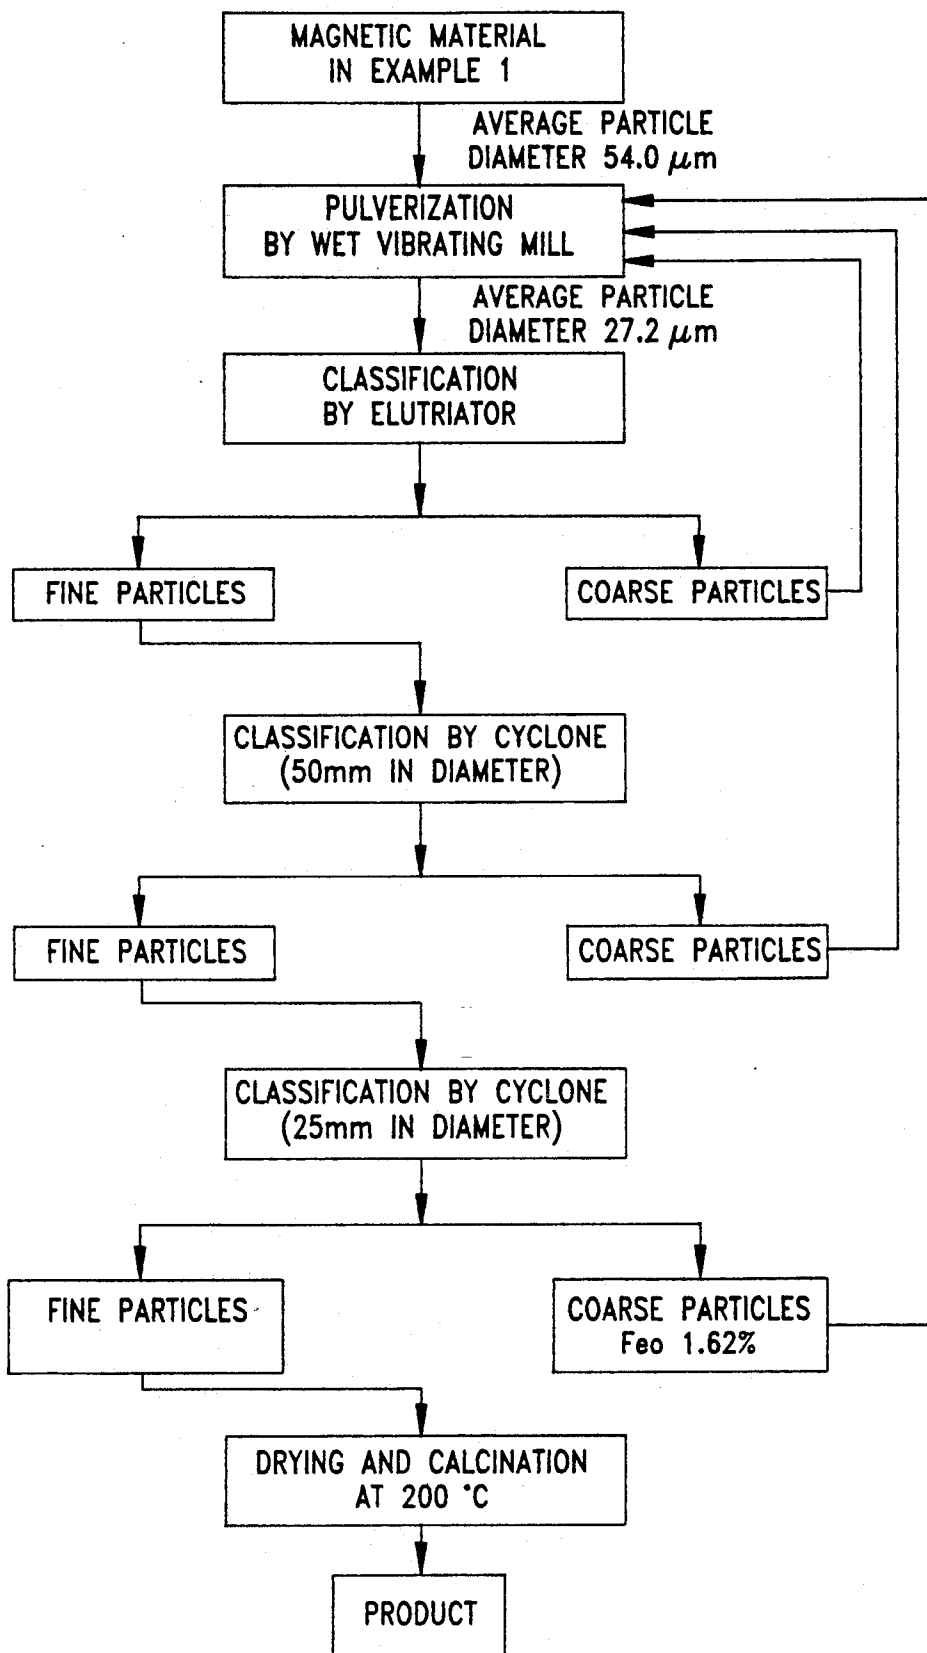 MAGNETIC MATERIAL
IN EXAMPLE 1
AVERAGE PARTICLE
DIAMETER 54.0 μm
PULVERIZATION
BY WET VIBRATING MILL
AVERAGE PARTICLE
DIAMETER 27.2 μm
CLASSIFICATION
BY ELUTRIATOR
FINE PARTICLES
COARSE PARTICLES
CLASSIFICATION BY CYCLONE
(50mm IN DIAMETER)
FINE PARTICLES
COARSE PARTICLES
CLASSIFICATION BY CYCLONE
(25mm IN DIAMETER)
FINE PARTICLES
COARSE PARTICLES
Feo 1.62%
DRYING AND CALCINATION
AT 200 °C
PRODUCT